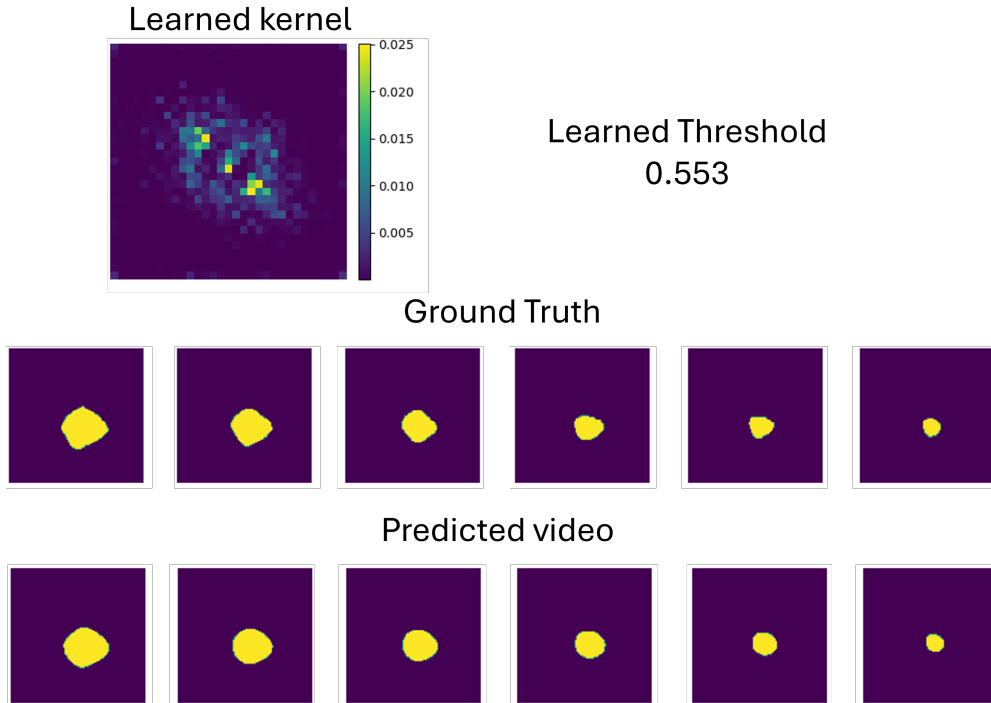 Learned kernel
0.025
0.020
0.015
0.010
0.005
Learned Threshold
0.553
Ground Truth
Predicted video